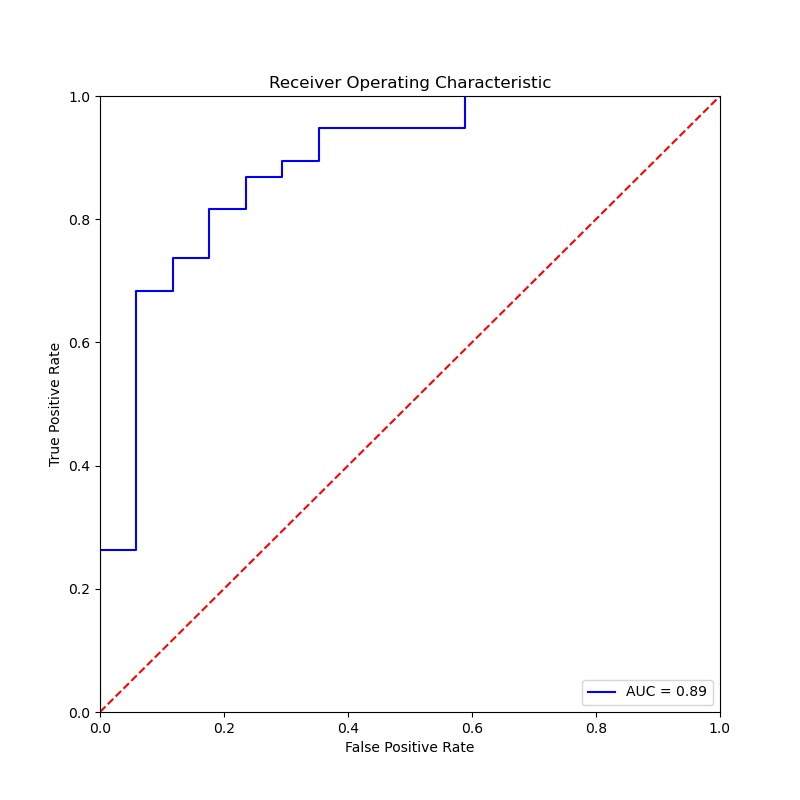 Receiver Operating Characteristic
1.0
0.8
0.6
0.4
0.2
0.0
True Positive Rate
0.0 0.2 0.4 0.6 0.8 1.0
False Positive Rate
AUC = 0.89